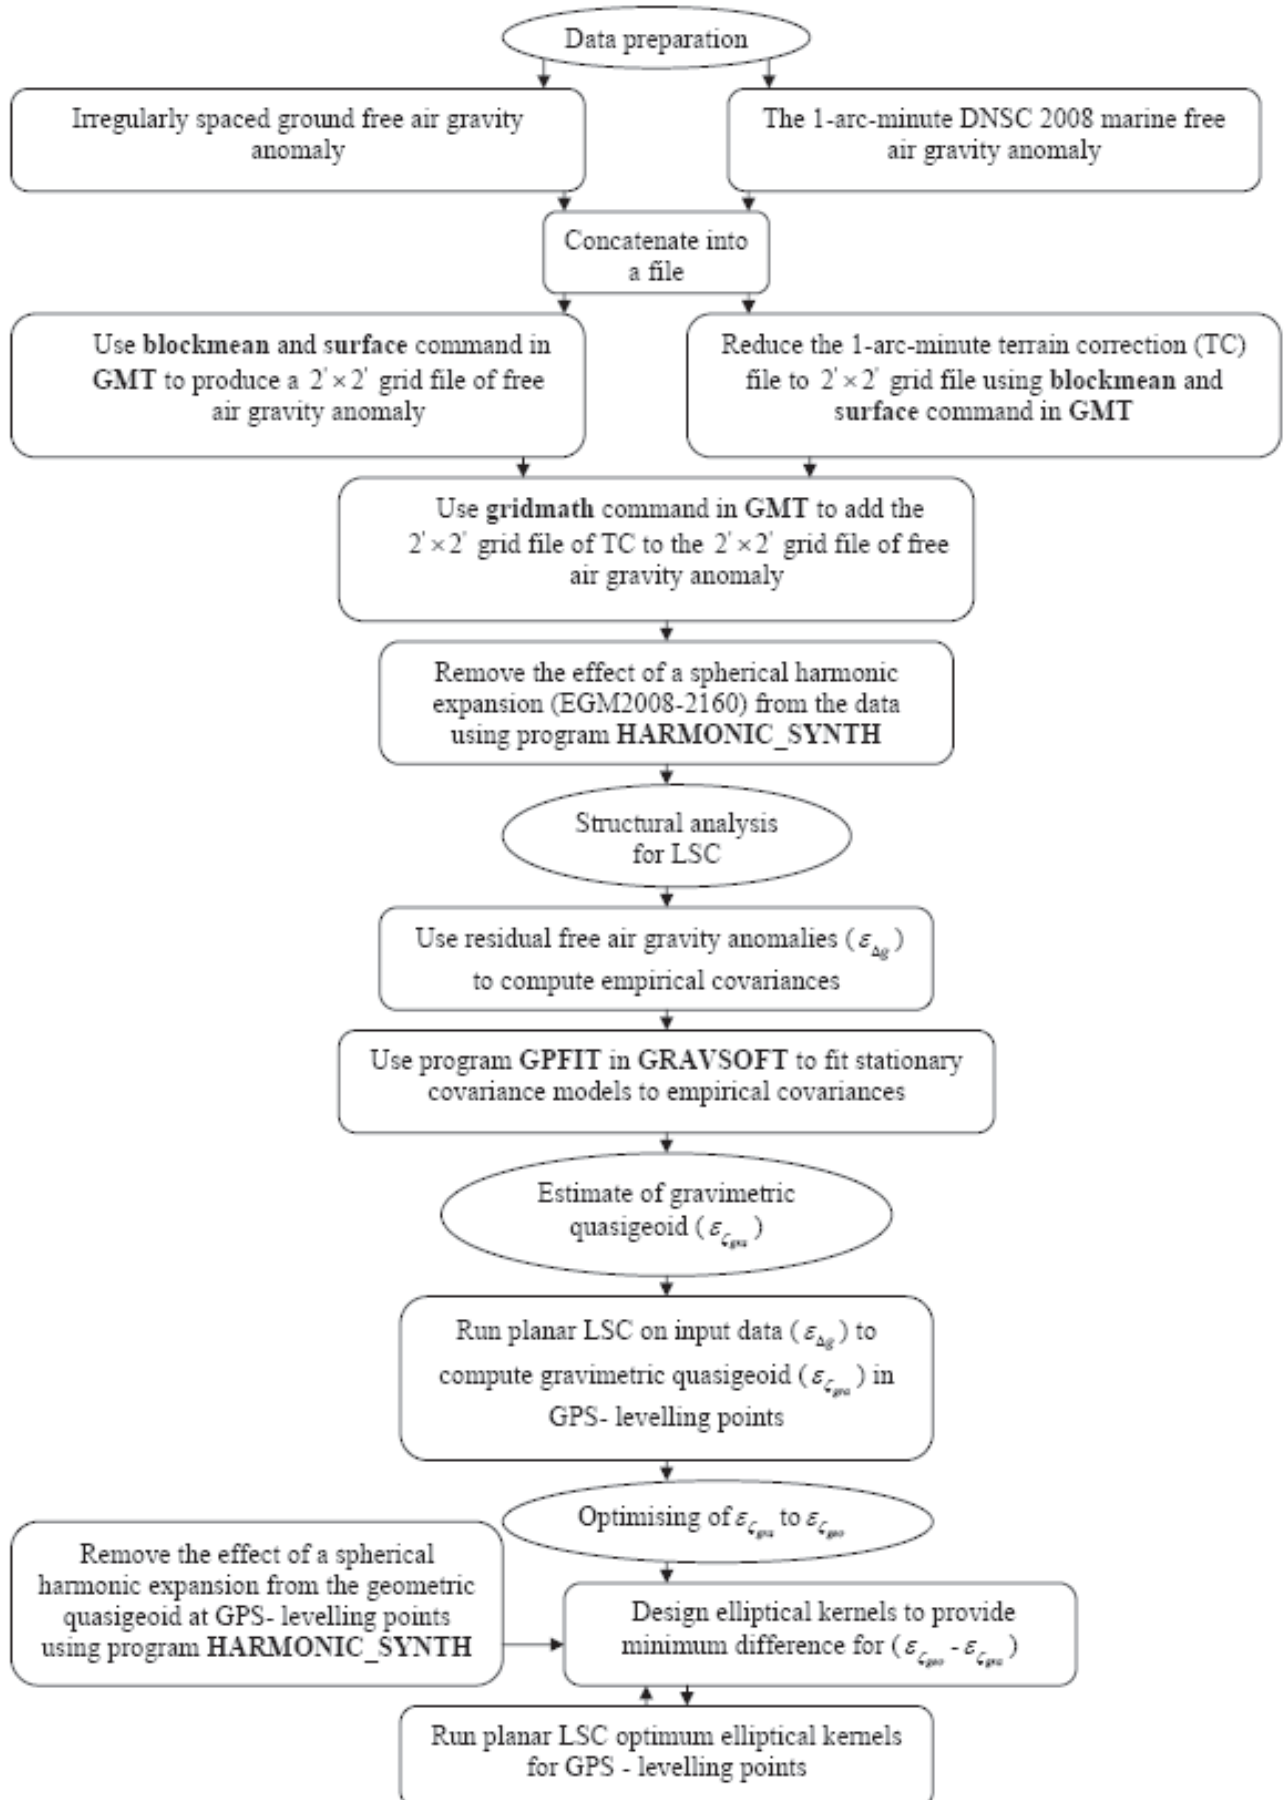 Data preparation
Irregularly spaced ground free air gravity
anomaly
The 1-arc-minute DNSC 2008 marine free
air gravity anomaly
Concatenate into
a file
Use blockmean and surface command in
GMT to produce a 2' × 2' grid file of free
air gravity anomaly
Reduce the 1-arc-minute terrain correction (TC)
file to 2' × 2' grid file using blockmean and
surface command in GMT
Use gridmath command in GMT to add the
2' × 2' grid file of TC to the 2' × 2' grid file of free
air gravity anomaly
Remove the effect of a spherical harmonic
expansion (EGM2008-2160) from the data
using program HARMONIC_SYNTH
Structural analysis
for LSC
Use residual free air gravity anomalies (ε_Δg)
to compute empirical covariances
Use program GPFIT in GRAVSOFT to fit stationary
covariance models to empirical covariances
Estimate of gravimetric
quasigeoid (ε_ζgra)
Run planar LSC on input data (ε_Δg) to
compute gravimetric quasigeoid (ε_ζgra) in
GPS- levelling points
Optimising of ε_ζgra to ε_ζgeo
Remove the effect of a spherical
harmonic expansion from the geometric
quasigeoid at GPS- levelling points
using program HARMONIC_SYNTH
Design elliptical kernels to provide
minimum difference for (ε_ζgeo - ε_ζgra)
Run planar LSC optimum elliptical kernels
for GPS - levelling points